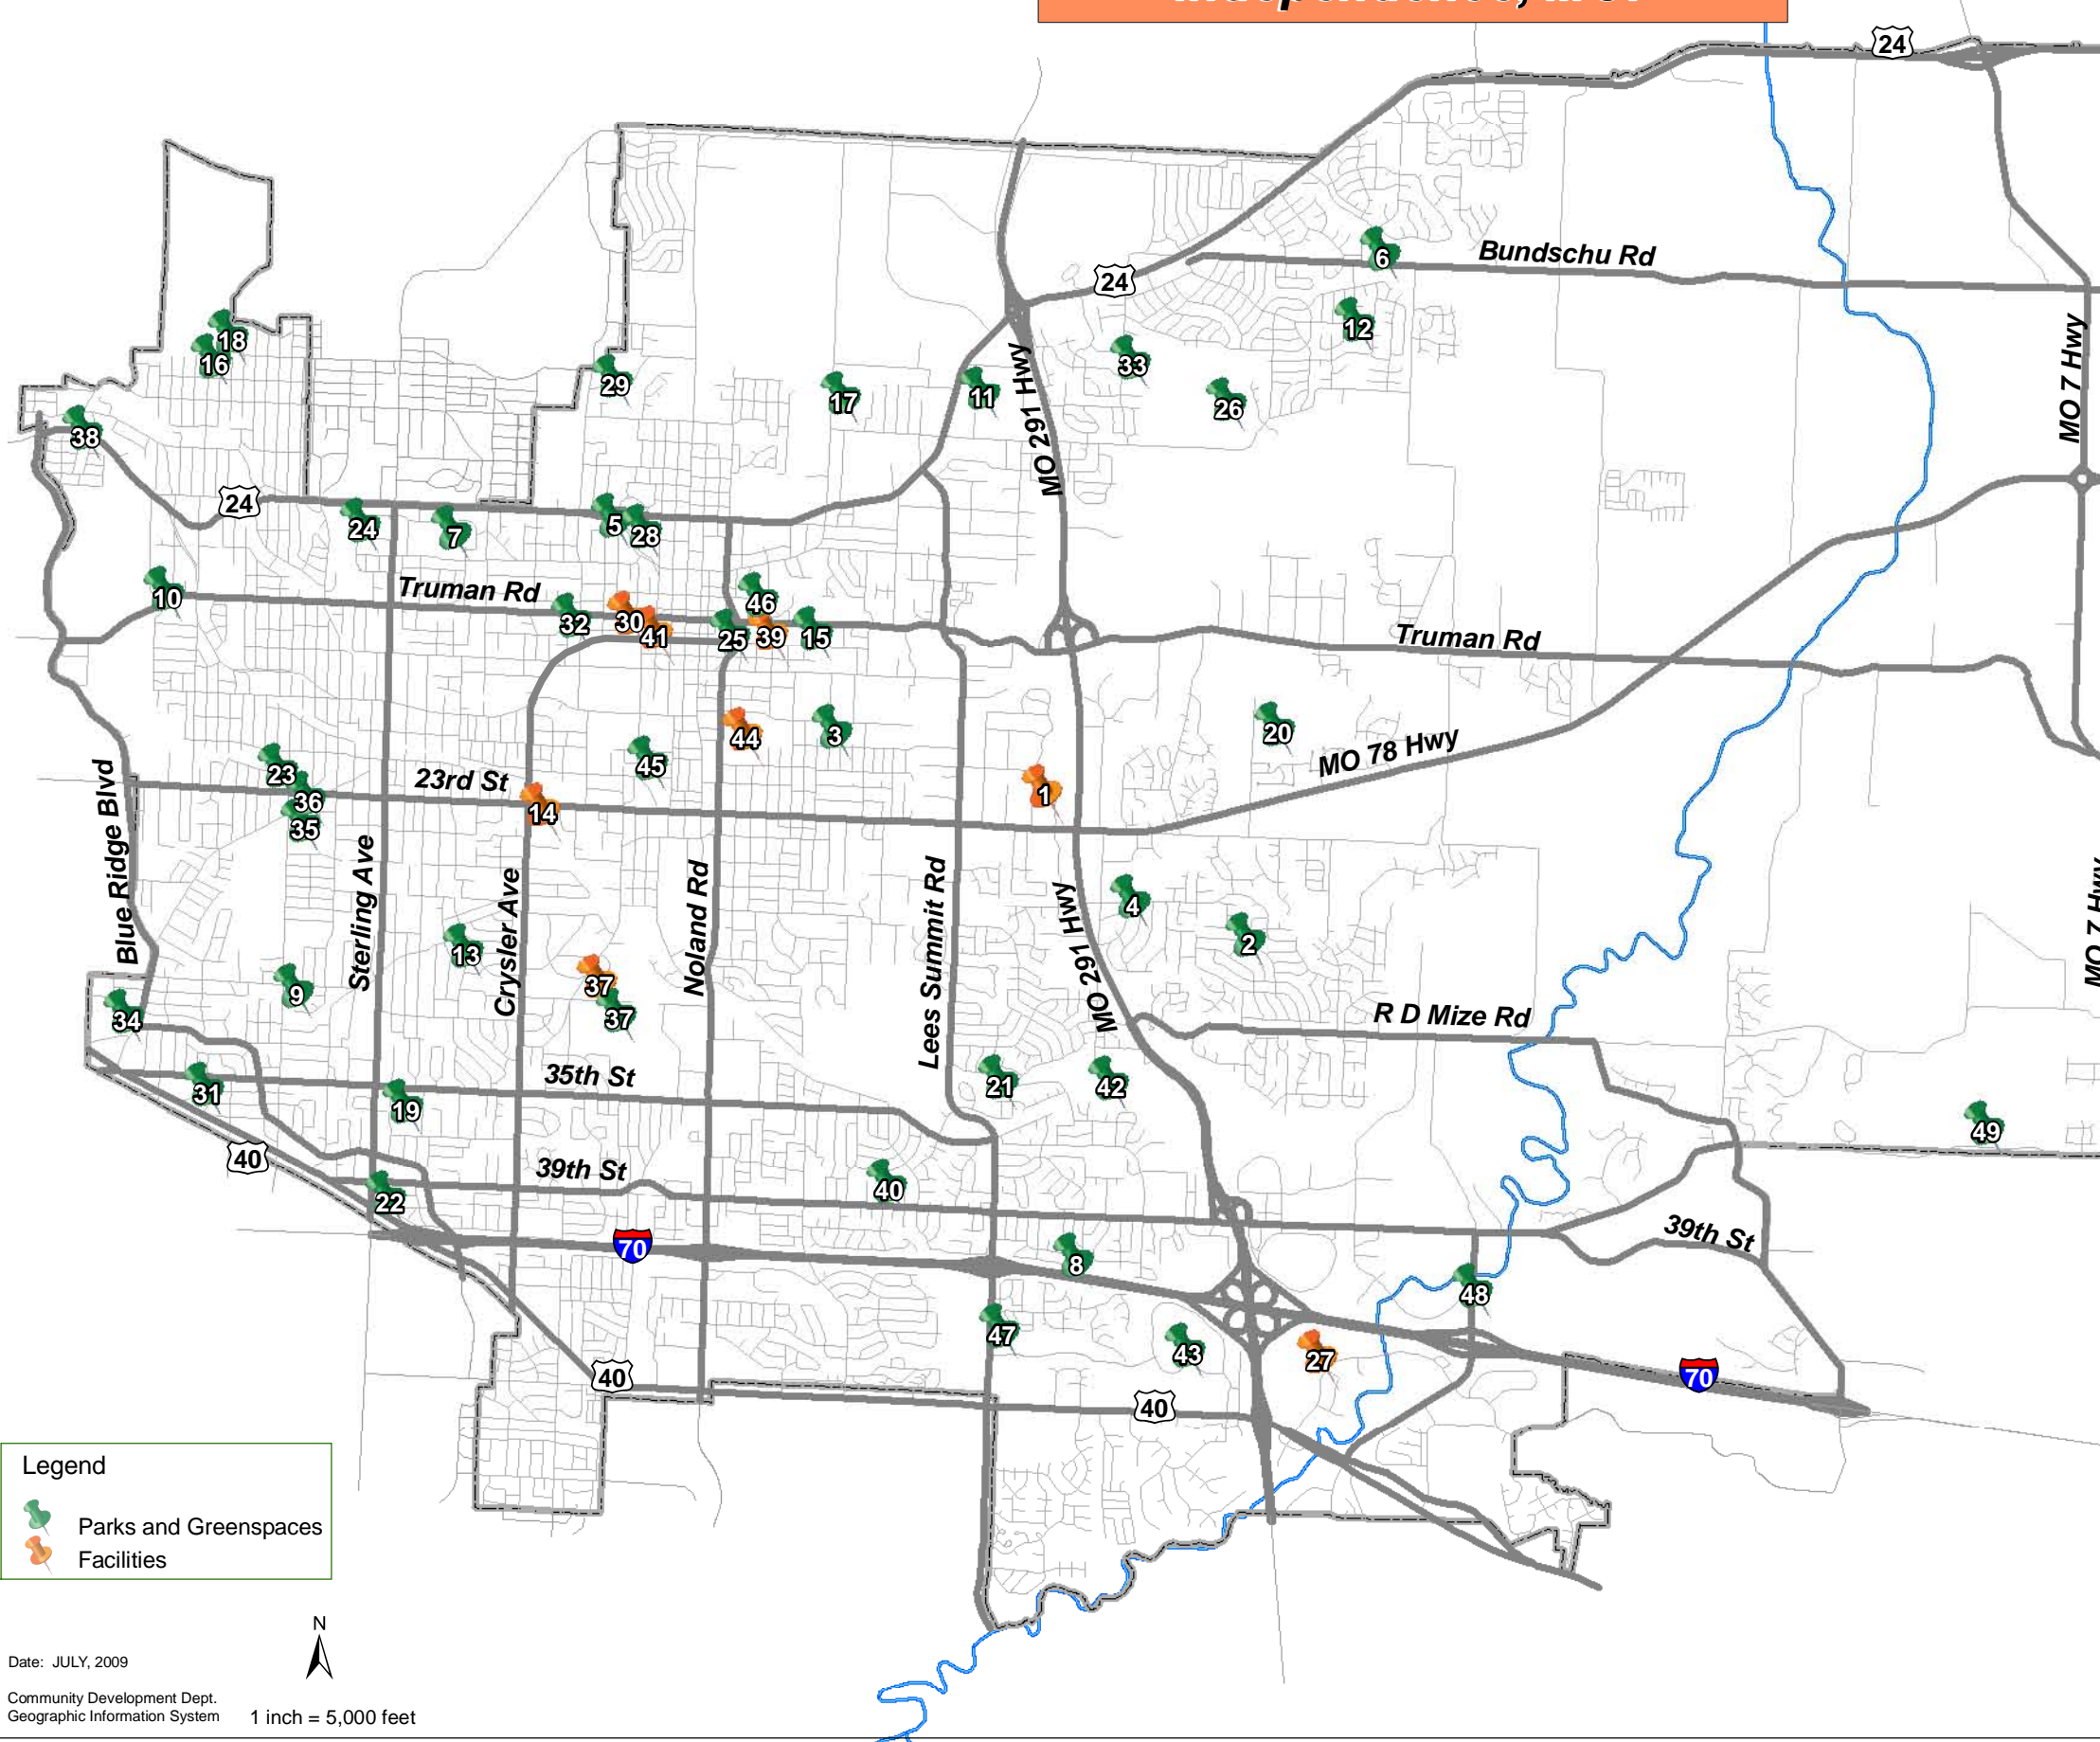 Independence, MO.
24
Bundschu Rd
6
24
12
18
16
33
29
17
11
26
MO 291 Hwy
MO 7 Hwy
38
24
24
7
5
28
10
Truman Rd
32
30
41
46
25
39
15
Truman Rd
44
3
20
45
MO 78 Hwy
23
36
35
23rd St
14
1
Blue Ridge Blvd
Sterling Ave
Crysler Ave
Noland Rd
Lees Summit Rd
MO 291 Hwy
MO 7 Hwy
4
2
13
9
37
37
34
R D Mize Rd
31
35th St
21
42
19
49
40
39th St
40
22
39th St
70
8
48
47
43
27
70
40
40
Legend
Parks and Greenspaces
Facilities
N
Date: JULY, 2009
Community Development Dept.
Geographic Information System
1 inch = 5,000 feet